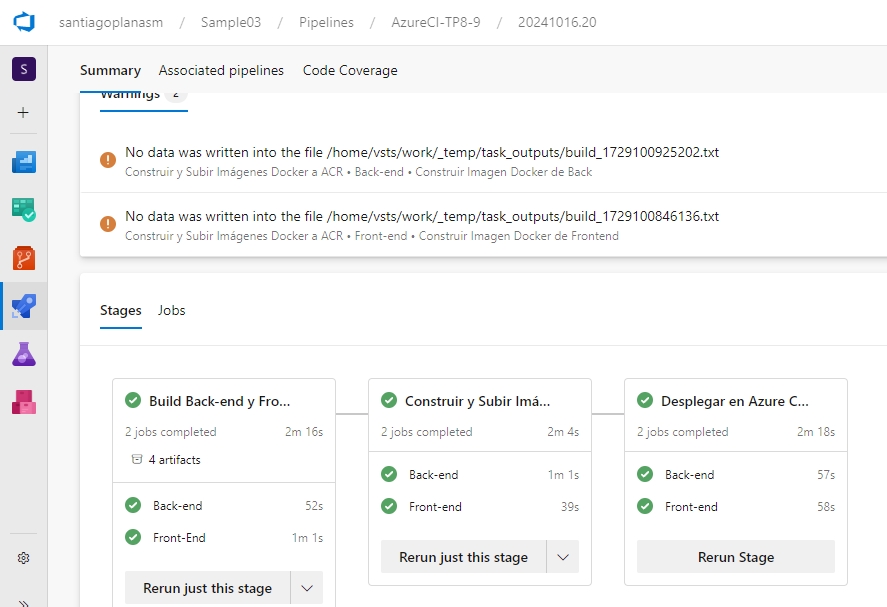 santiagoplanasm / Sample03 / Pipelines / AzureCI-TP8-9 / 20241016.20
S
Summary Associated pipelines Code Coverage
Warnings 2
No data was written into the file /home/vsts/work/_temp/task_outputs/build_1729100925202.txt
Construir y Subir Imágenes Docker a ACR • Back-end • Construir Imagen Docker de Back
No data was written into the file /home/vsts/work/_temp/task_outputs/build_1729100846136.txt
Construir y Subir Imágenes Docker a ACR • Front-end • Construir Imagen Docker de Frontend
Stages Jobs
Build Back-end y Fro...
2 jobs completed 2m 16s
4 artifacts
Back-end 52s
Front-End 1m 1s
Rerun just this stage
Construir y Subir Imá...
2 jobs completed 2m 4s
Back-end 1m 1s
Front-end 39s
Rerun just this stage
Desplegar en Azure C...
2 jobs completed 2m 18s
Back-end 57s
Front-end 58s
Rerun Stage